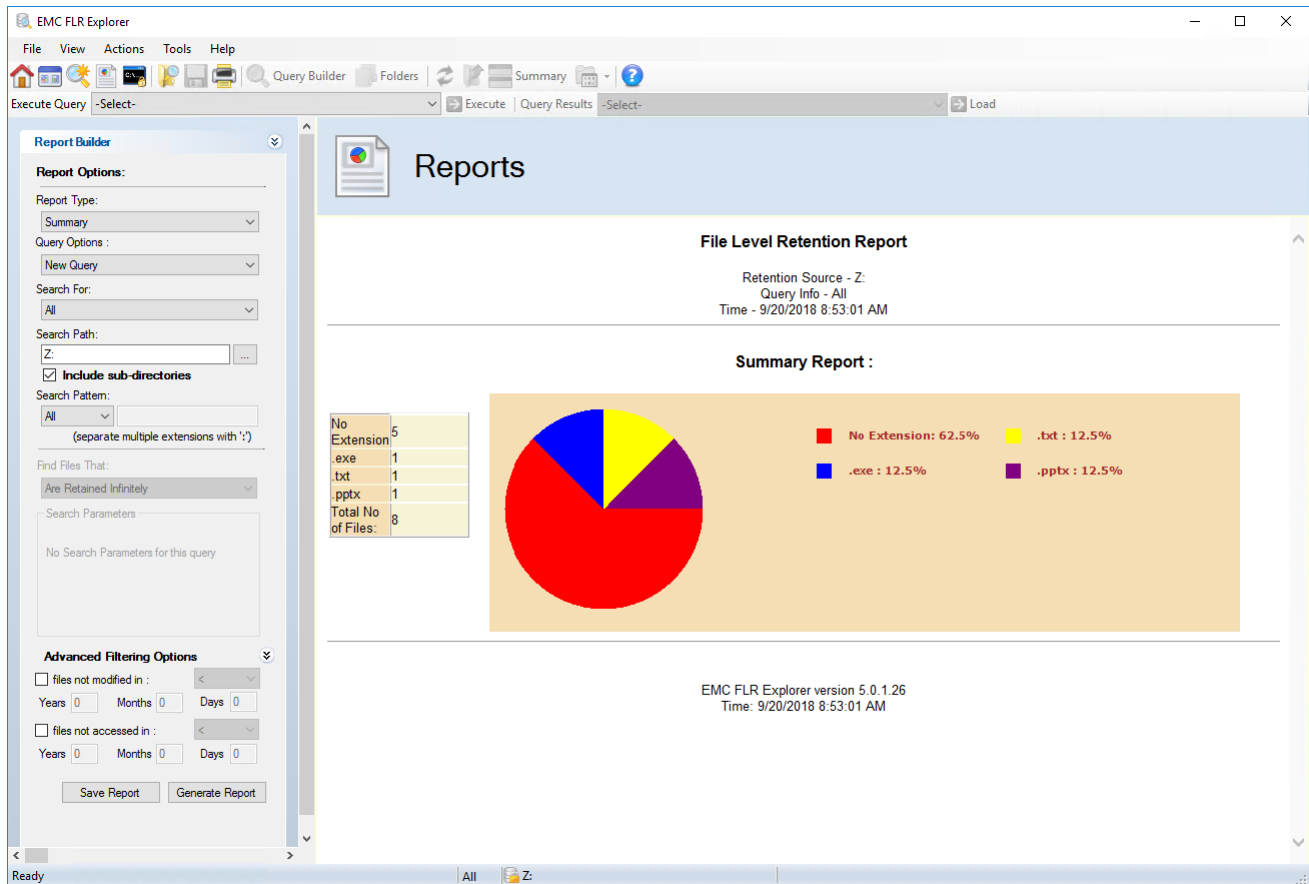 EMC FLR Explorer
File View Actions Tools Help
Query Builder Folders Summary
Execute Query -Select- Execute Query Results -Select- Load
Report Builder
Report Options:
Report Type:
Summary
Query Options :
New Query
Search For:
All
Search Path:
Z:
...
Include sub-directories
Search Pattern:
All
(separate multiple extensions with ';')
Find Files That:
Are Retained Infinitely
Search Parameters
No Search Parameters for this query
Advanced Filtering Options
files not modified in : <
Years 0 Months 0 Days 0
files not accessed in : <
Years 0 Months 0 Days 0
Save Report Generate Report
Reports
File Level Retention Report
Retention Source - Z:
Query Info - All
Time - 9/20/2018 8:53:01 AM
Summary Report :
No
Extension 5
.exe 1
.txt 1
.pptx 1
Total No
of Files: 8
No Extension: 62.5% .txt : 12.5%
.exe : 12.5% .pptx : 12.5%
EMC FLR Explorer version 5.0.1.26
Time: 9/20/2018 8:53:01 AM
Ready All Z: